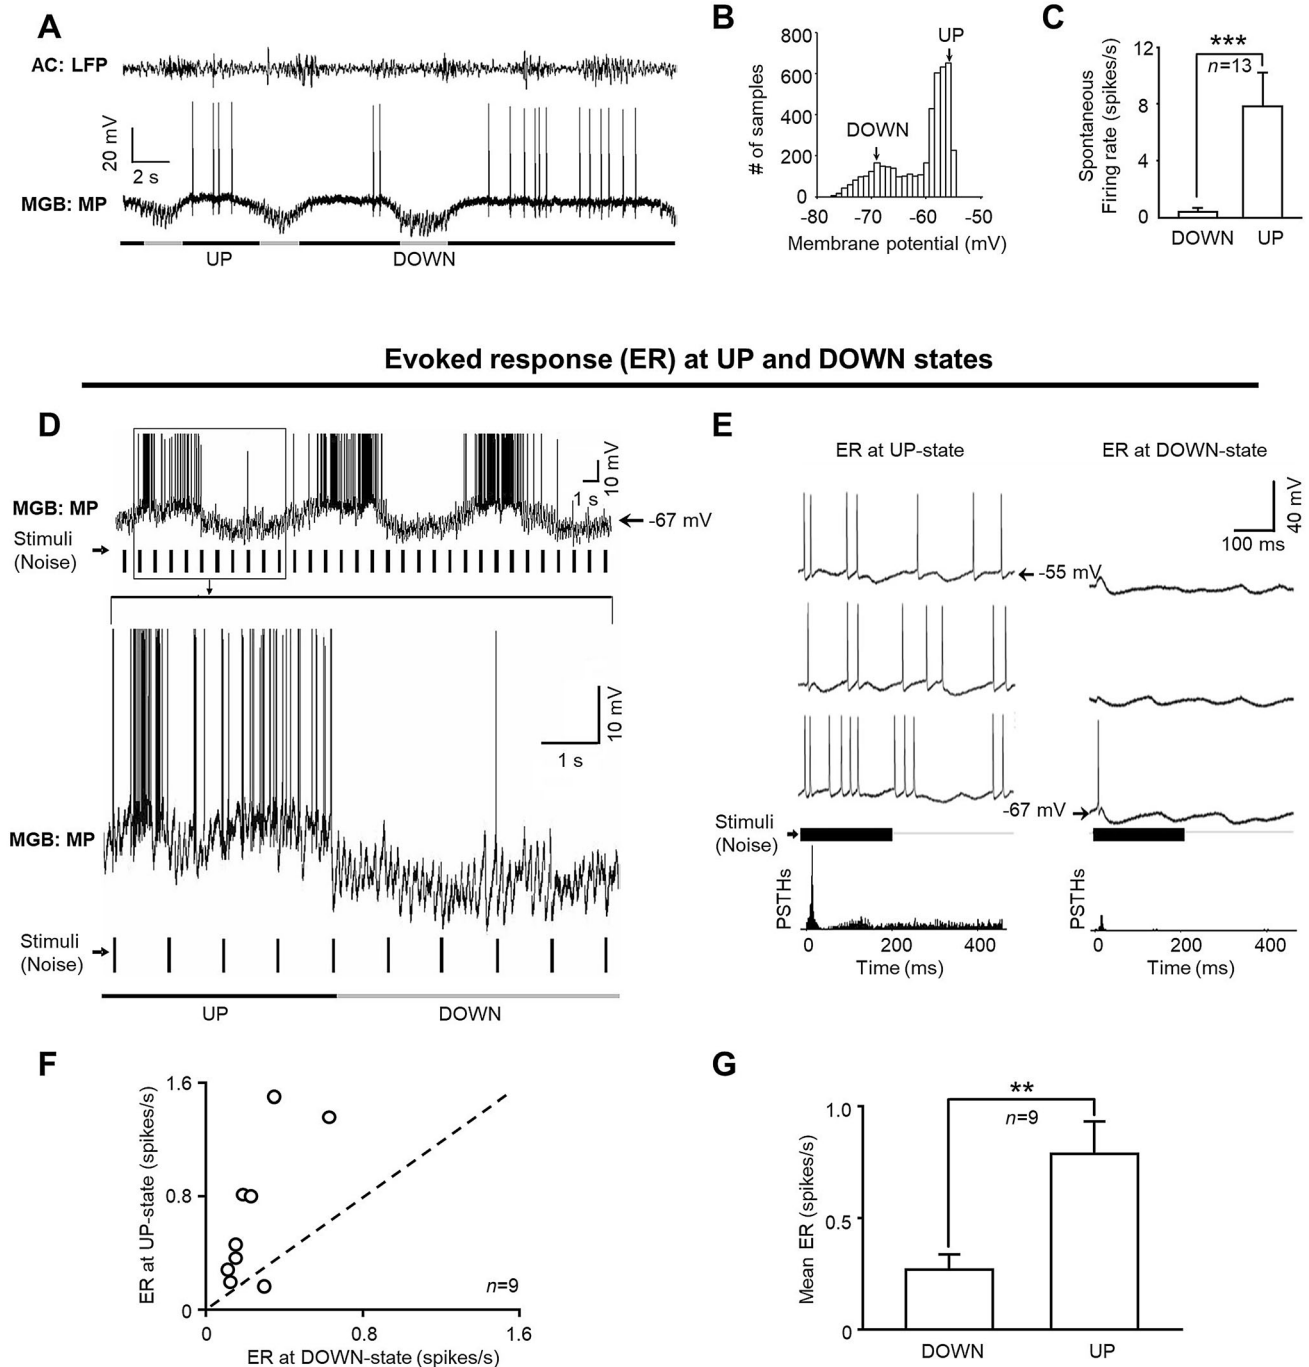 A
AC: LFP
20 mV
2 s
MGB: MP
UP
DOWN
B
# of samples
800
600
400
200
0
UP
DOWN
-80
-70
-60
-50
Membrane potential (mV)
C
Spontaneous
Firing rate (spikes/s)
12
8
4
0
***
n=13
DOWN
UP
Evoked response (ER) at UP and DOWN states
D
MGB: MP
1 s
10 mV
-67 mV
Stimuli
(Noise)
10 mV
1 s
MGB: MP
Stimuli
(Noise)
UP
DOWN
E
ER at UP-state
ER at DOWN-state
40 mV
100 ms
-55 mV
-67 mV
Stimuli
(Noise)
PSTHs
0
200
400
Time (ms)
PSTHs
0
200
400
Time (ms)
F
ER at UP-state (spikes/s)
1.6
0.8
0
n=9
0
0.8
1.6
ER at DOWN-state (spikes/s)
G
Mean ER (spikes/s)
1.0
0.5
0
**
n=9
DOWN
UP